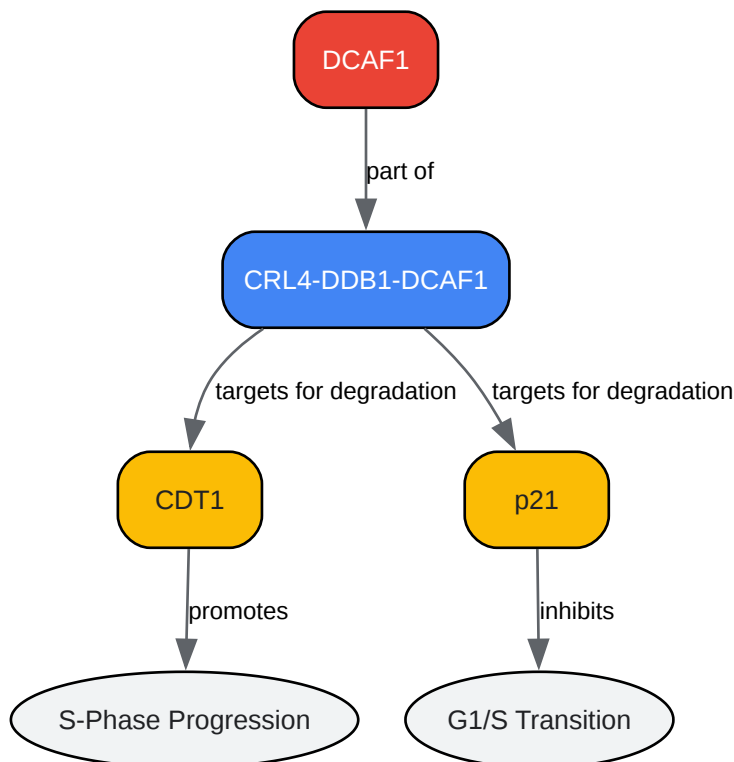 DCAF1
part of
CRL4-DDB1-DCAF1
targets for degradation
targets for degradation
CDT1
p21
promotes
inhibits
S-Phase Progression
G1/S Transition